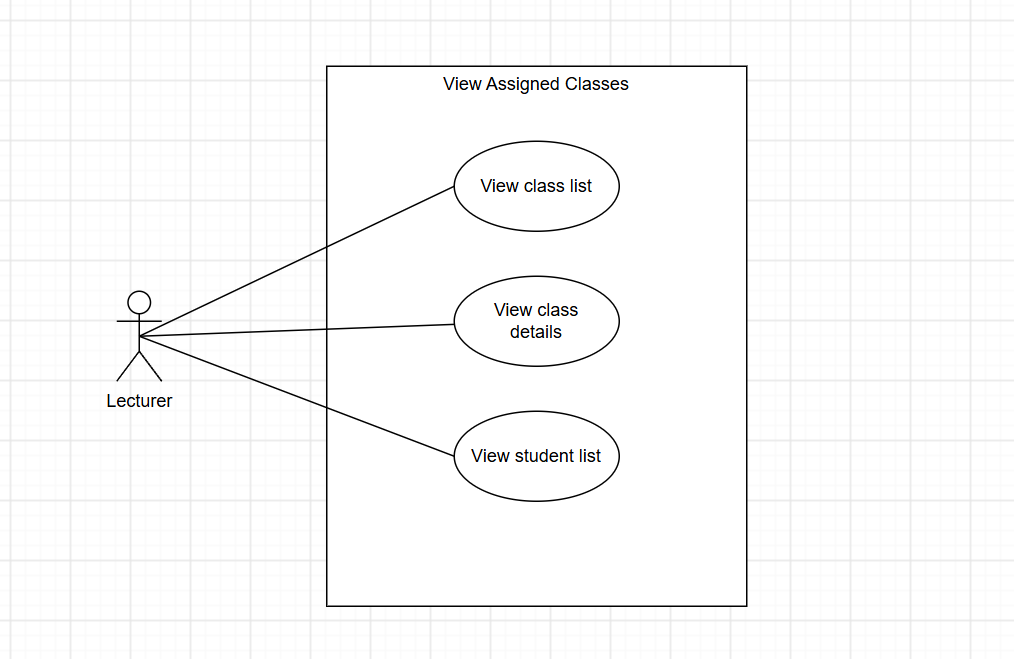 View Assigned Classes
View class list
View class
details
Lecturer
View student list